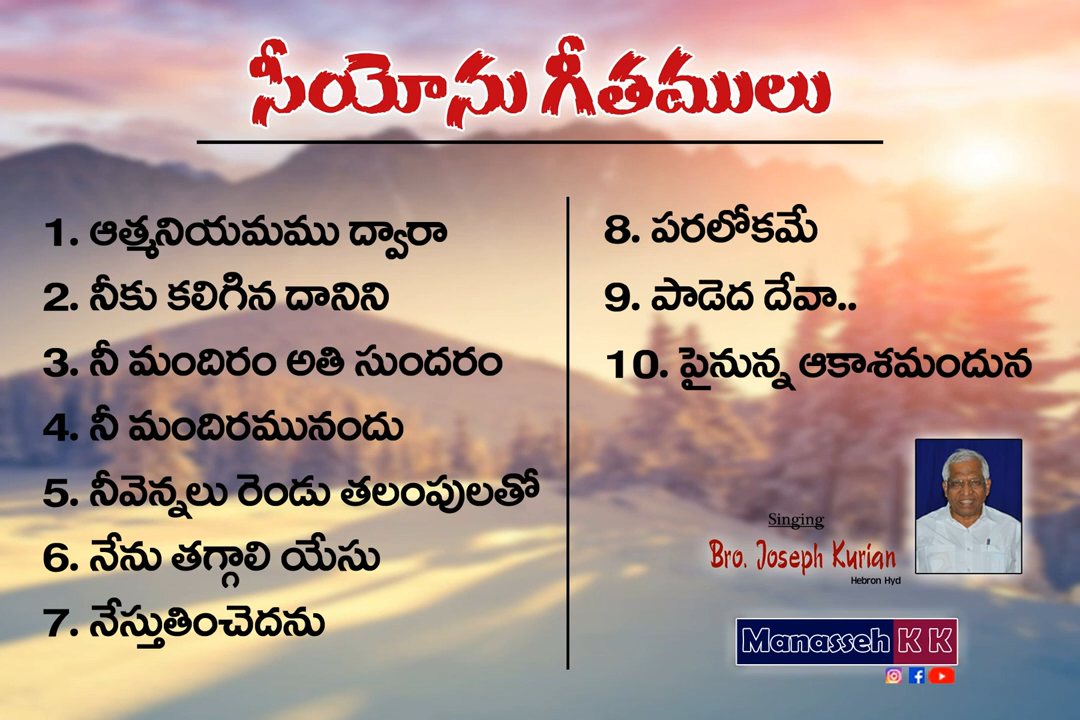 సీయోను గీతములు
1. ఆత్మనియమము ద్వారా
2. నీకు కలిగిన దానిని
3. నీ మందిరం అతి సుందరం
4. నీ మందిరమునందు
5. నీవెన్నలు రెండు తలంపులతో
6. నేను తగ్గాలి యేసు
7. నేస్తుతించెదను
8. పరలోకమే
9. పాడెద దేవా..
10. పైనున్న ఆకాశమందున
Singing
Bro. Joseph Kurian
Hebron Hyd
Manasseh K K